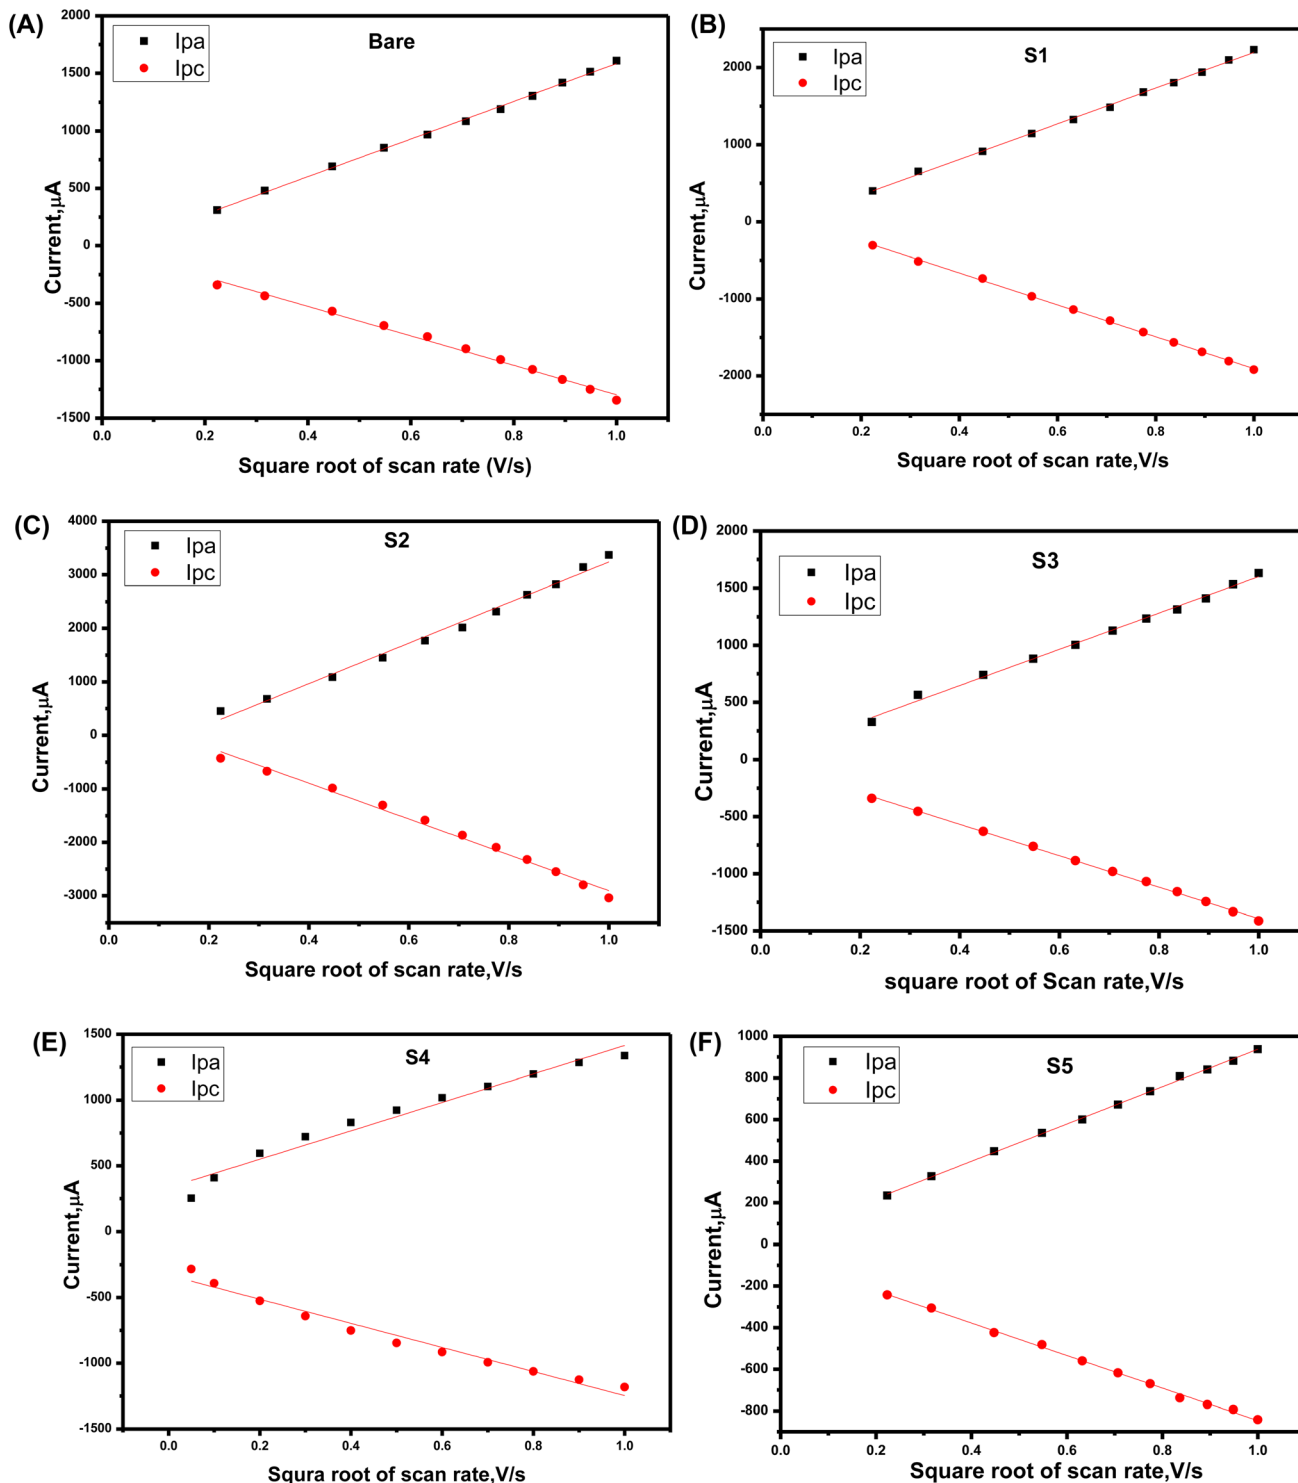 (A)
Bare
Ipa
Ipc
2000
1500
1000
500
0
-500
-1000
-1500
Current,μA
0.0 0.2 0.4 0.6 0.8 1.0
Square root of scan rate (V/s)
(B)
S1
Ipa
Ipc
2000
1000
0
-1000
-2000
Current,μA
0.0 0.2 0.4 0.6 0.8 1.0
Square root of scan rate,V/s
(C)
S2
Ipa
Ipc
4000
3000
2000
1000
0
-1000
-2000
-3000
Current,μA
0.0 0.2 0.4 0.6 0.8 1.0
Square root of scan rate,V/s
(D)
S3
Ipa
Ipc
2000
1500
1000
500
0
-500
-1000
-1500
Current,μA
0.0 0.2 0.4 0.6 0.8 1.0
square root of Scan rate,V/s
(E)
S4
Ipa
Ipc
1500
1000
500
0
-500
-1000
-1500
Current,μA
0.0 0.2 0.4 0.6 0.8 1.0
Squra root of scan rate,V/s
(F)
S5
Ipa
Ipc
1000
800
600
400
200
0
-200
-400
-600
-800
Current,μA
0.0 0.2 0.4 0.6 0.8 1.0
Square root of scan rate,V/s